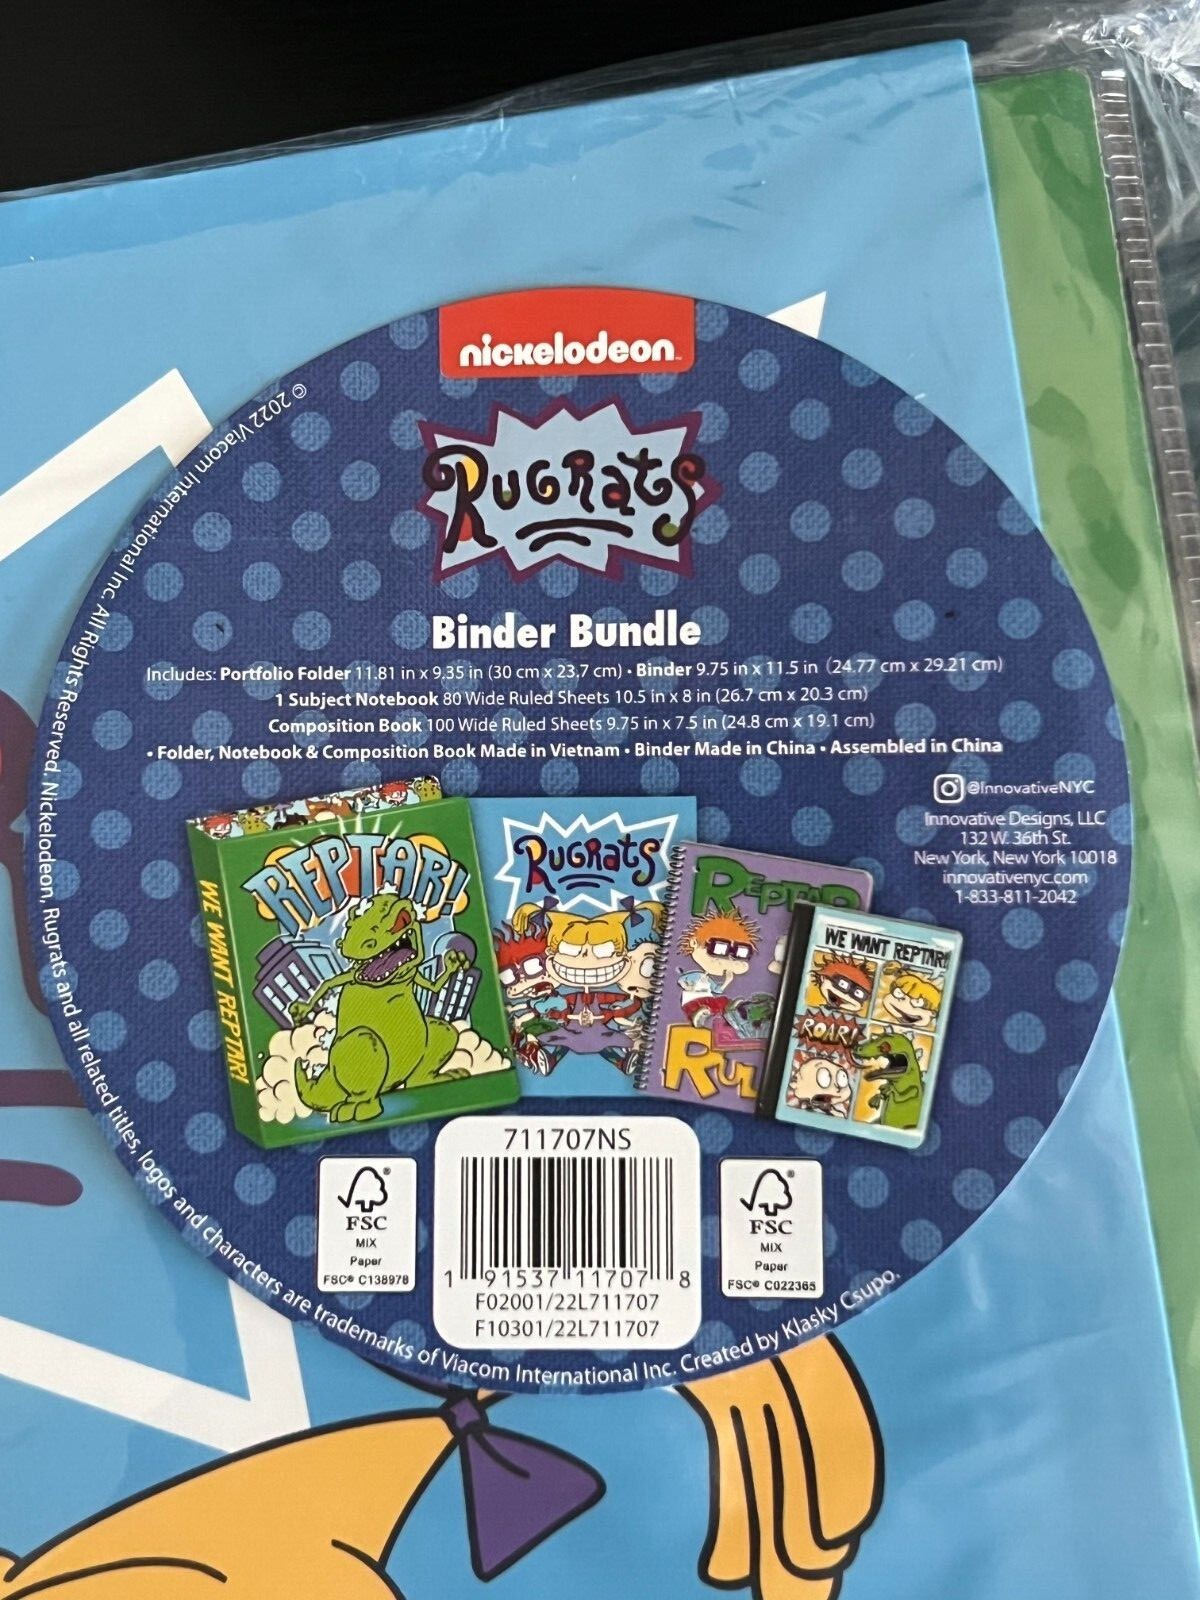 nickelodeon
Rugrats
Binder Bundle
Includes: Portfolio Folder 11.81 in x 9.35 in (30 cm x 23.7 cm) • Binder 9.75 in x 11.5 in (24.77 cm x 29.21 cm)
1 Subject Notebook 80 Wide Ruled Sheets 10.5 in x 8 in (26.7 cm x 20.3 cm)
Composition Book 100 Wide Ruled Sheets 9.75 in x 7.5 in (24.8 cm x 19.1 cm)
• Folder, Notebook & Composition Book Made in Vietnam • Binder Made in China • Assembled in China
@InnovativeNYC
Innovative Designs, LLC
132 W. 36th St.
New York, New York 10018
innovativenyc.com
1-833-811-2042
REPTAR!
WE WANT REPTAR!
Rugrats
REPTAR
WE WANT REPTAR!
ROAR!
711707NS
1 91537 11707 8
F02001/22L711707
F10301/22L711707
FSC
MIX
Paper
FSC® C138978
FSC
MIX
Paper
FSC® C022365
© 2022 Viacom International Inc. All Rights Reserved. Nickelodeon, Rugrats and all related titles, logos and characters are trademarks of Viacom International Inc. Created by Klasky Csupo.